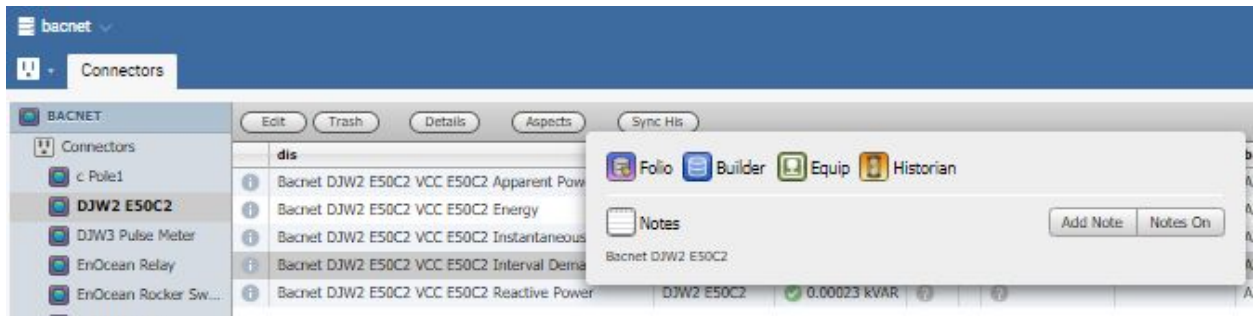 bacnet
Connectors
BACNET
Edit Trash Details Aspects Sync His
Connectors
dis
Folio Builder Equip Historian
c Pole1
Bacnet DJW2 E50C2 VCC E50C2 Apparent Pow
DJW2 E50C2
Bacnet DJW2 E50C2 VCC E50C2 Energy
Notes
Add Note Notes On
DJW3 Pulse Meter
Bacnet DJW2 E50C2 VCC E50C2 Instantaneous
Bacnet DJW2 E50C2
EnOcean Relay
Bacnet DJW2 E50C2 VCC E50C2 Interval Dema
EnOcean Rocker Sw...
Bacnet DJW2 E50C2 VCC E50C2 Reactive Power DJW2 E50C2 0.00023 kVAR